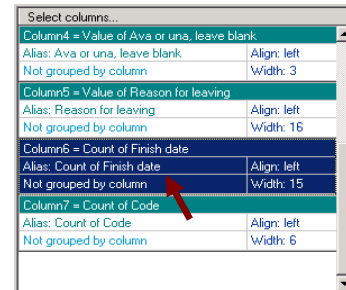 Select columns...
Column4 = Value of Ava or una, leave blank
Alias: Ava or una, leave blank Align: left
Not grouped by column Width: 3
Column5 = Value of Reason for leaving
Alias: Reason for leaving Align: left
Not grouped by column Width: 16
Column6 = Count of Finish date
Alias: Count of Finish date Align: left
Not grouped by column Width: 15
Column7 = Count of Code
Alias: Count of Code Align: left
Not grouped by column Width: 6